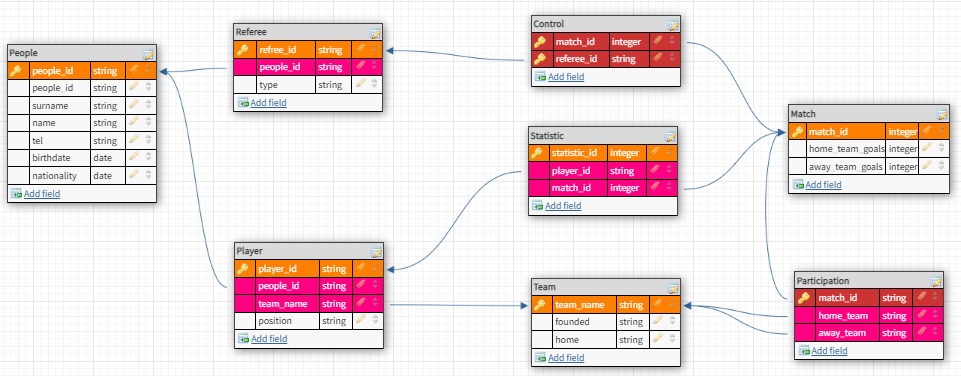 People
people_id string
people_id string
surname string
name string
tel string
birthdate date
nationality date
Add field
Referee
refree_id string
people_id string
type string
Add field
Control
match_id integer
referee_id string
Add field
Statistic
statistic_id integer
player_id string
match_id integer
Add field
Match
match_id integer
home_team_goals integer
away_team_goals integer
Add field
Player
player_id string
people_id string
team_name string
position string
Add field
Team
team_name string
founded string
home string
Add field
Participation
match_id string
home_team string
away_team string
Add field